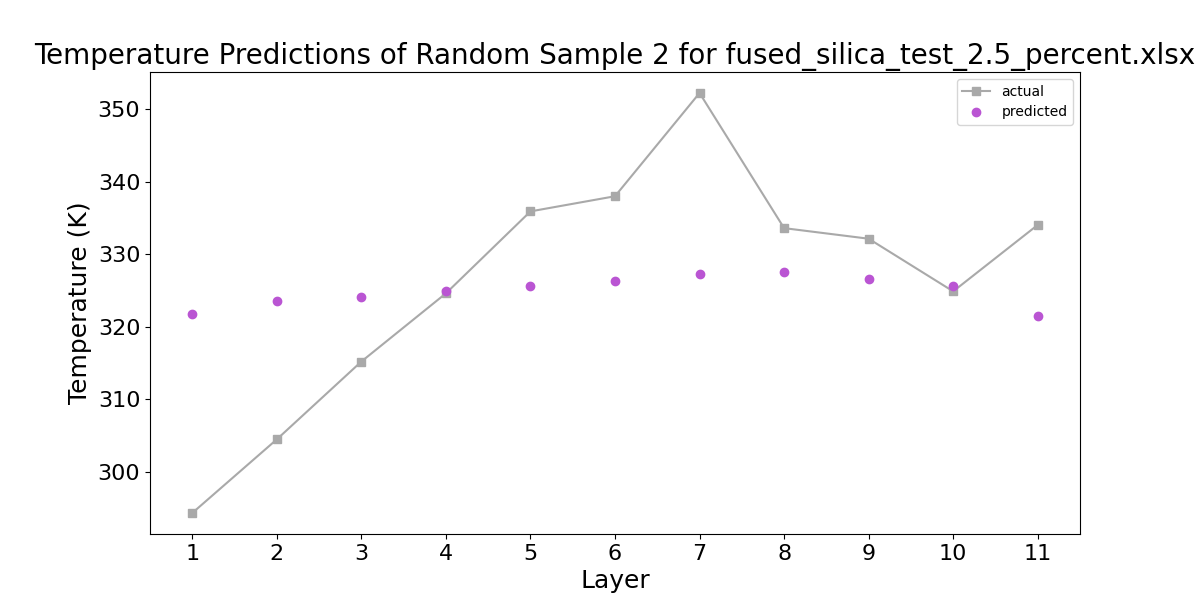 Temperature Predictions of Random Sample 2 for fused_silica_test_2.5_percent.xlsx
actual
predicted
350
340
330
320
310
300
Temperature (K)
1 2 3 4 5 6 7 8 9 10 11
Layer